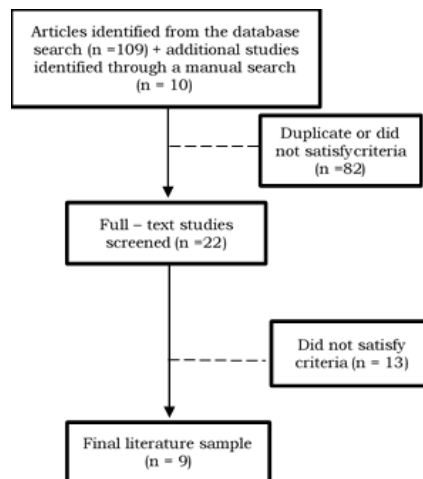 Articles identified from the database
search (n =109) + additional studies
identified through a manual search
(n = 10)
Duplicate or did
not satisfycriteria
(n =82)
Full – text studies
screened (n =22)
Did not satisfy
criteria (n = 13)
Final literature sample
(n = 9)